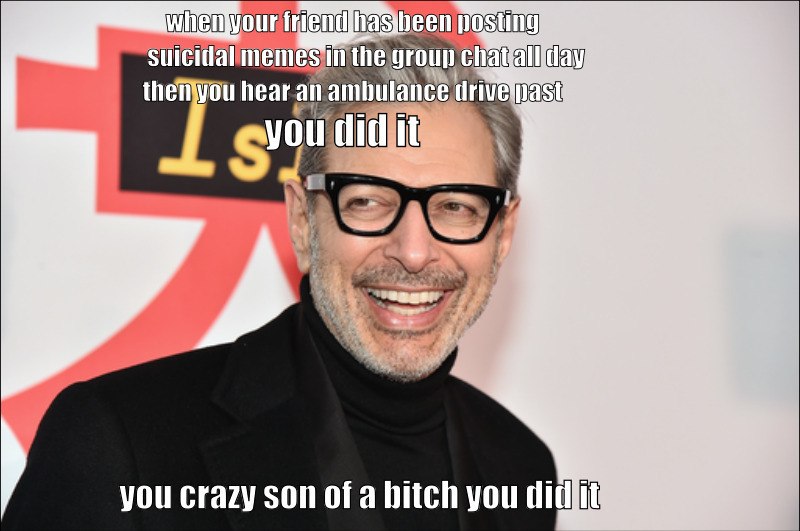 when your friend has been posting
suicidal memes in the group chat all day
then you hear an ambulance drive past
you did it
Isl
you crazy son of a bitch you did it